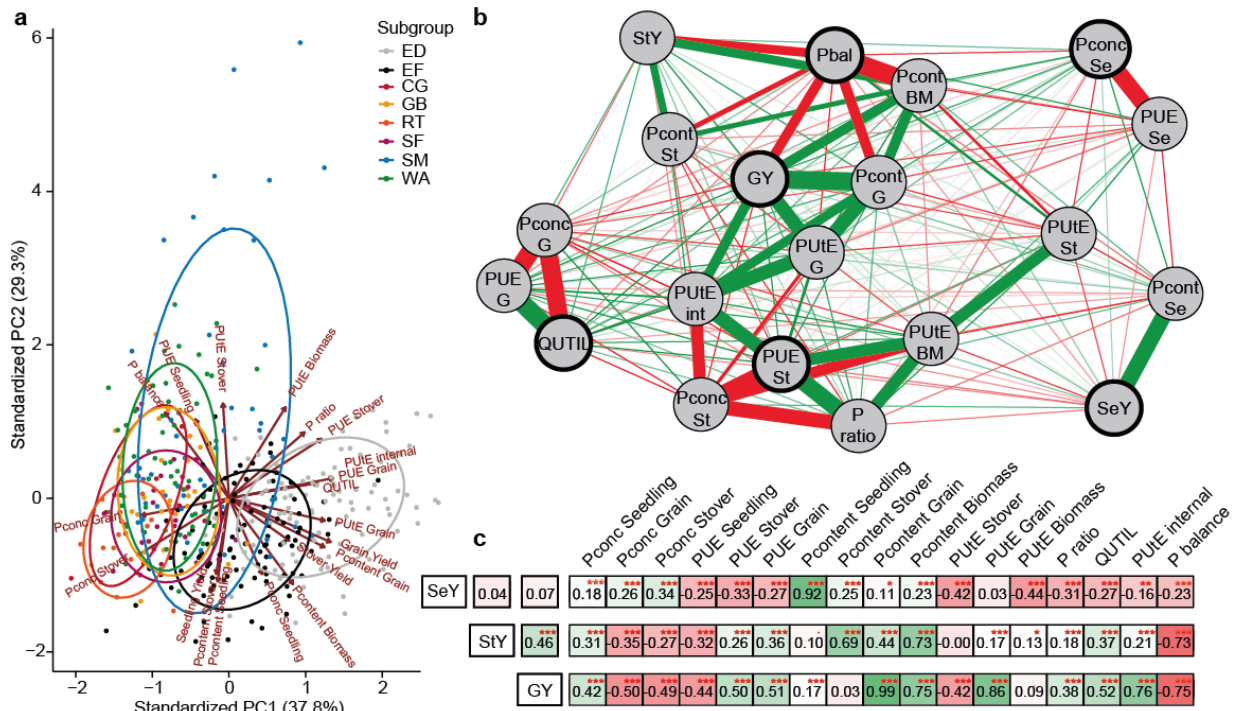 a
Subgroup
ED
EF
CG
GB
RT
SF
SM
WA
6
4
2
0
−2
−2
−1
0
1
2
Standardized PC2 (29.3%)
Standardized PC1 (37.8%)
P balance
PUE Seedling
PUtE Stover
PUtE Biomass
P ratio
PUE Stover
PUtE internal
PUE Grain
QUTIL
PUtE Grain
Grain Yield
Pcontent Grain
Stover Yield
Pcontent Biomass
Pconc Seedling
Pcontent Seedling
Pcontent Stover
Seedling Yield
Pconc Stover
Pconc Grain
b
StY
Pbal
Pcont BM
Pconc Se
PUE Se
Pcont St
GY
Pcont G
Pconc G
PUtE G
PUtE St
PUE G
PUtE int
Pcont Se
QUTIL
PUE St
PUtE BM
Pconc St
P ratio
SeY
c
Pconc Seedling
Pconc Grain
Pconc Stover
PUE Seedling
PUE Stover
PUE Grain
Pcontent Seedling
Pcontent Stover
Pcontent Grain
Pcontent Biomass
PUtE Stover
PUtE Grain
PUtE Biomass
P ratio
QUTIL
PUtE internal
P balance
SeY 0.04 0.07 0.18*** 0.26*** 0.34*** -0.25*** -0.33*** -0.27*** 0.92*** 0.25*** 0.11* 0.23*** -0.42*** 0.03 -0.44*** -0.31*** -0.27*** -0.16** -0.23***
StY 0.46*** 0.31*** -0.35*** -0.27*** -0.32*** 0.26*** 0.36*** 0.10· 0.69*** 0.44*** 0.73*** -0.00 0.17*** 0.13* 0.18*** 0.37*** 0.21*** -0.73***
GY 0.42*** -0.50*** -0.49*** -0.44*** 0.50*** 0.51*** 0.17*** 0.03 0.99*** 0.75*** -0.42*** 0.86*** 0.09 0.38*** 0.52*** 0.76*** -0.75***